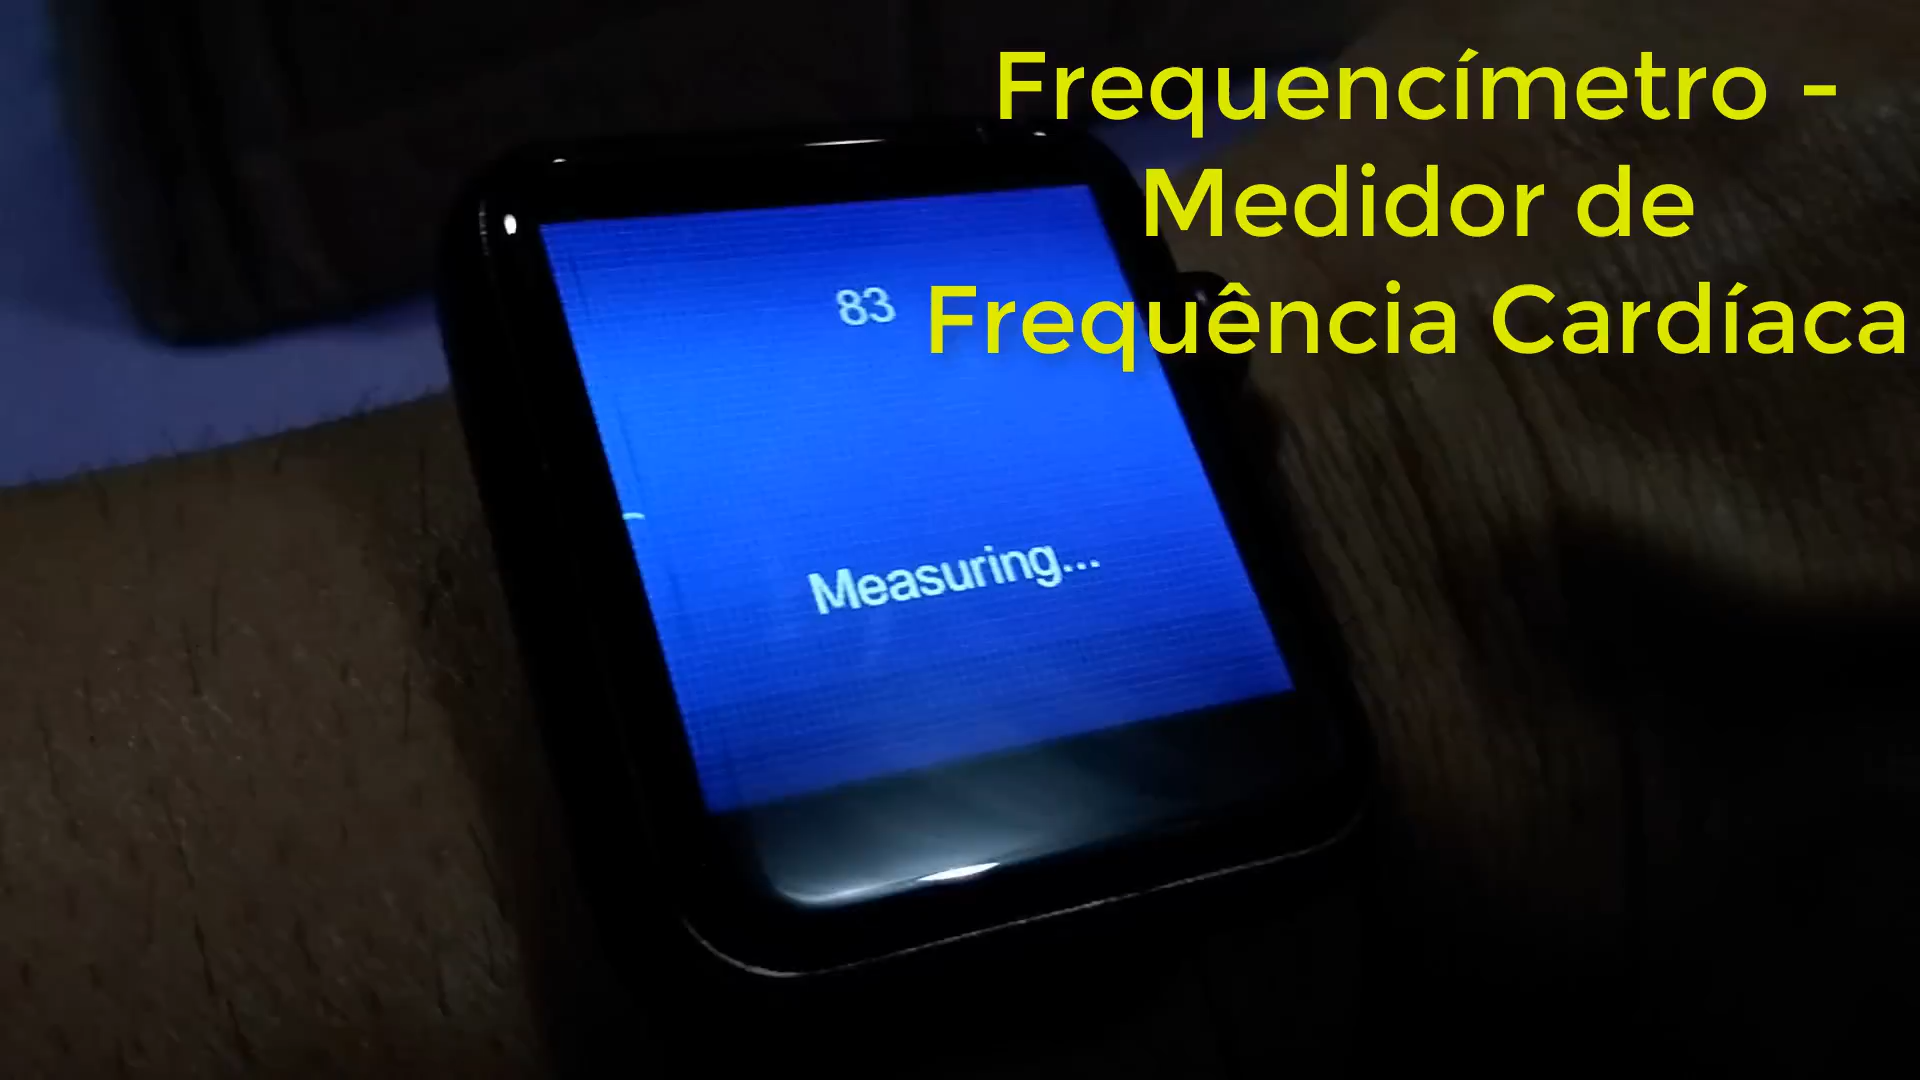 Frequencímetro -
Medidor de
Frequência Cardíaca
83
Measuring...